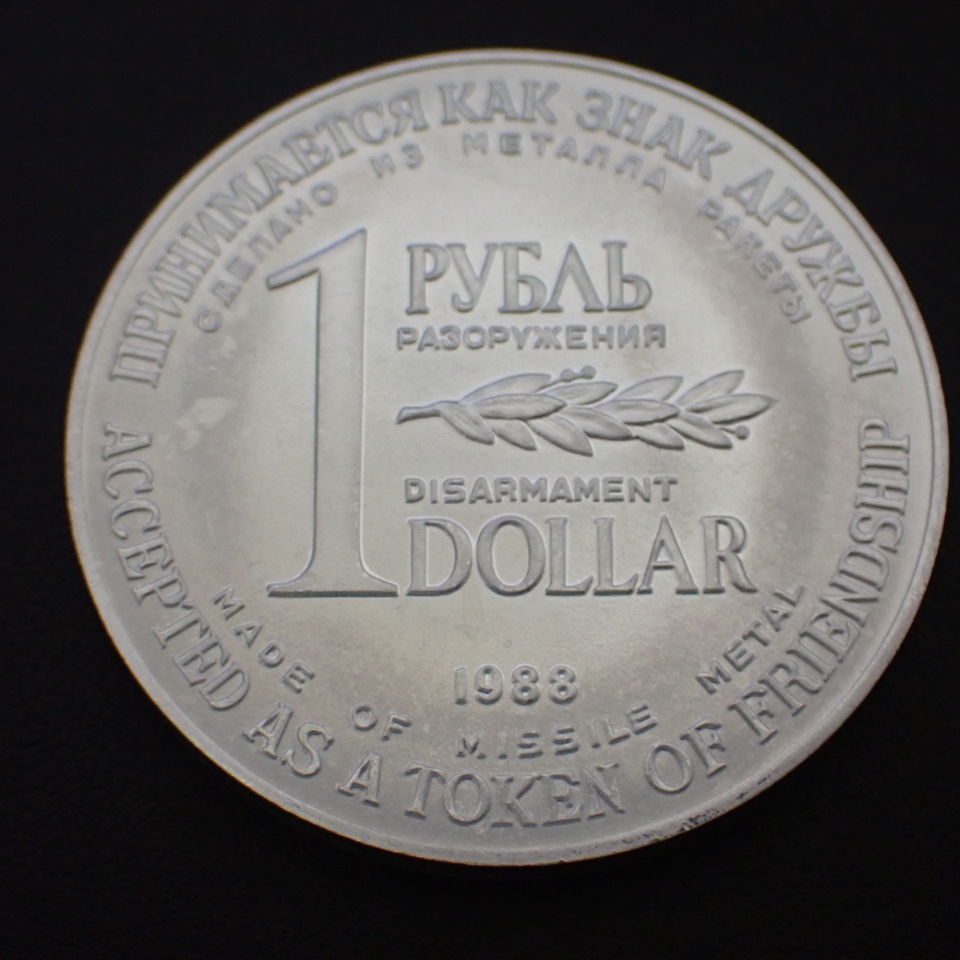 ПРИНИМАЕТСЯ КАК ЗНАК ДРУЖБЫ
СДЕЛАНО ИЗ МЕТАЛЛА РАКЕТЫ
1
РУБЛЬ
РАЗОРУЖЕНИЯ
DISARMAMENT
DOLLAR
1988
MADE OF MISSILE METAL
ACCEPTED AS A TOKEN OF FRIENDSHIP